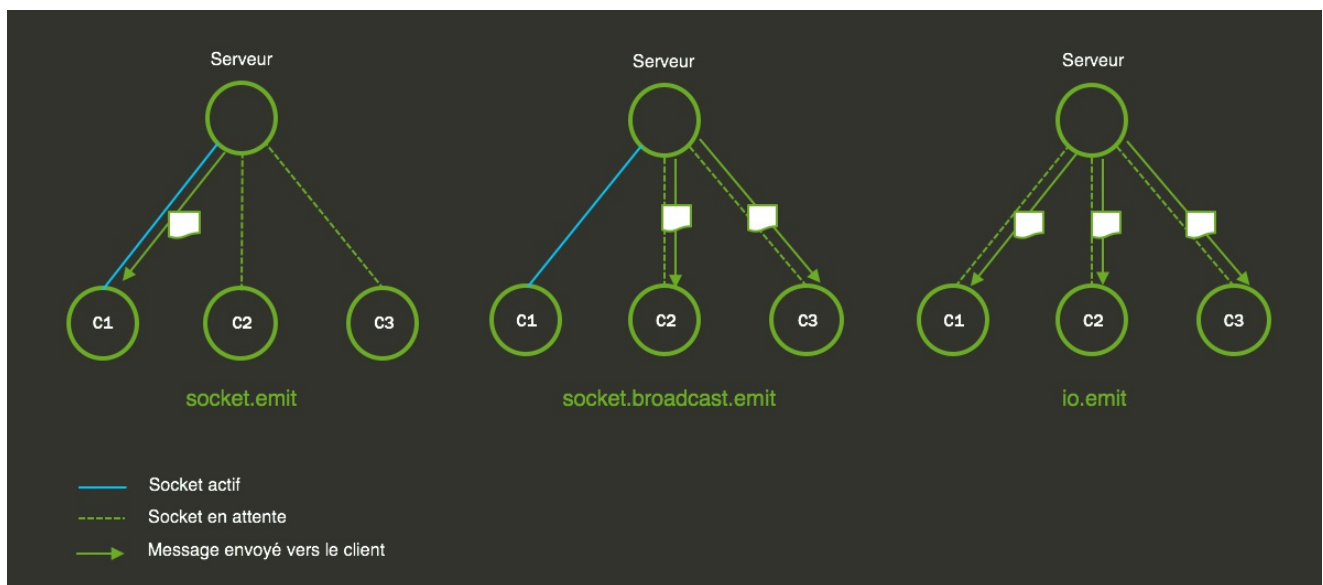 Serveur
C1
C2
C3
socket.emit
Serveur
C1
C2
C3
socket.broadcast.emit
Serveur
C1
C2
C3
io.emit
Socket actif
Socket en attente
Message envoyé vers le client